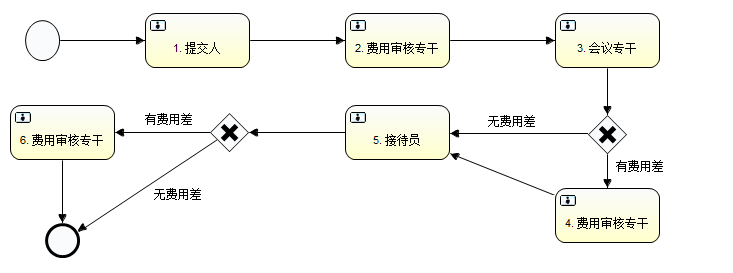 1. 提交人
2. 费用审核专干
3. 会议专干
无费用差
有费用差
4. 费用审核专干
5. 接待员
有费用差
无费用差
6. 费用审核专干